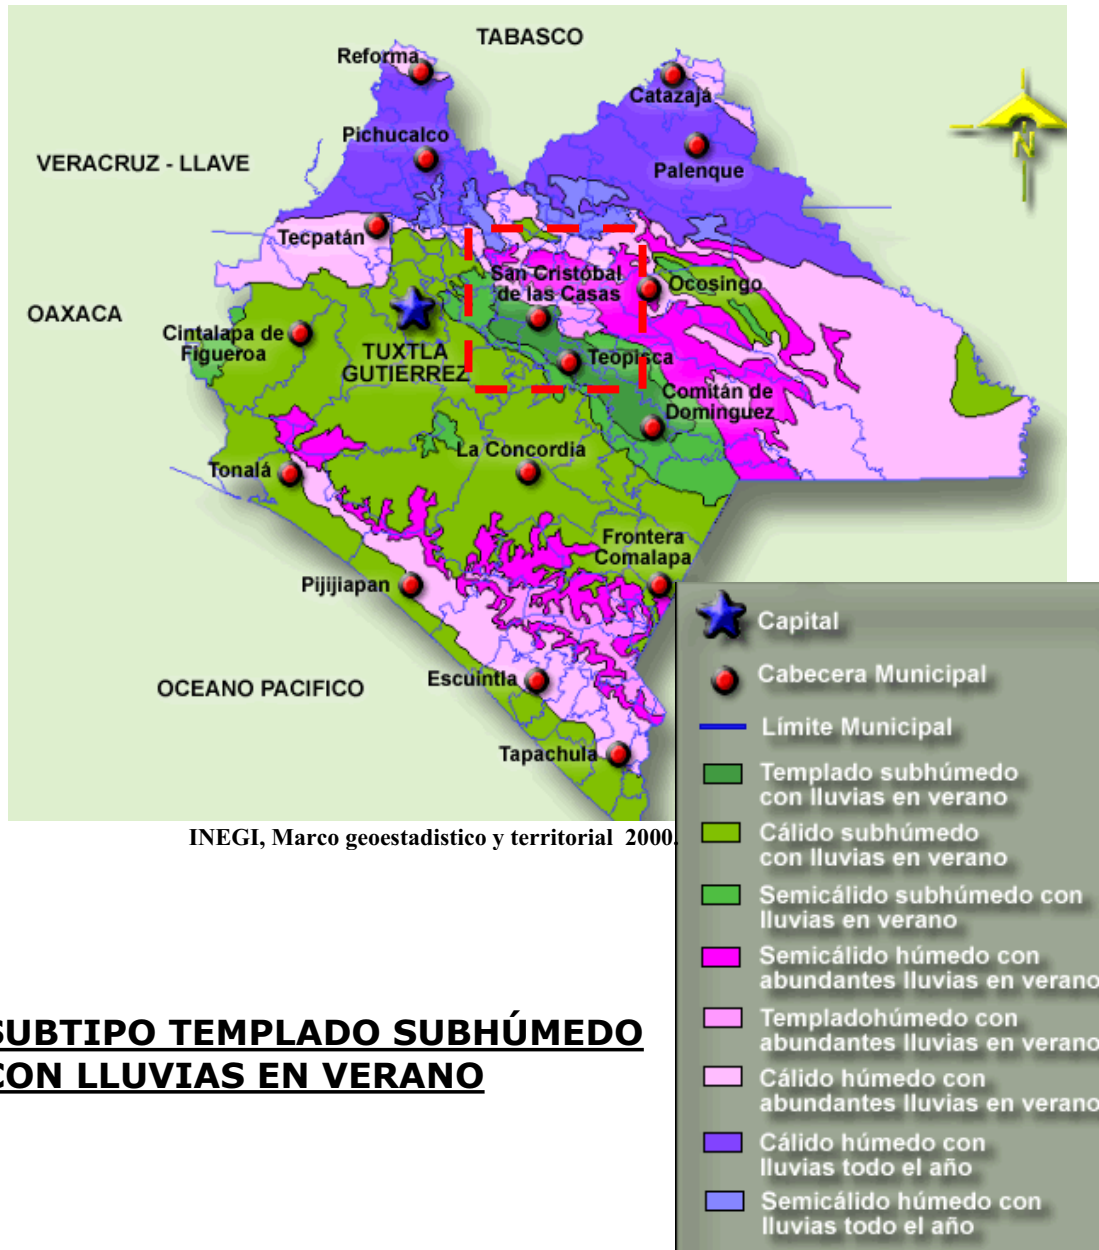 TABASCO
Reforma
Catazajá
Pichucalco
VERACRUZ - LLAVE
Palenque
N
Tecpatán
San Cristóbal
de las Casas
Ocosingo
OAXACA
Cintalapa de
Figueroa
TUXTLA
GUTIERREZ
Teopisca
Comitán de
Dominguez
La Concordia
Tonalá
Frontera
Comalapa
Pijijiapan
Escuintla
OCEANO PACIFICO
Tapachula
INEGI, Marco geoestadistico y territorial 2000.
Capital
Cabecera Municipal
Límite Municipal
Templado subhúmedo
con lluvias en verano
Cálido subhúmedo
con lluvias en verano
Semicálido subhúmedo con
lluvias en verano
Semicálido húmedo con
abundantes lluvias en verano
Templadohúmedo con
abundantes lluvias en verano
Cálido húmedo con
abundantes lluvias en verano
Cálido húmedo con
lluvias todo el año
Semicálido húmedo con
lluvias todo el año
SUBTIPO TEMPLADO SUBHÚMEDO
CON LLUVIAS EN VERANO